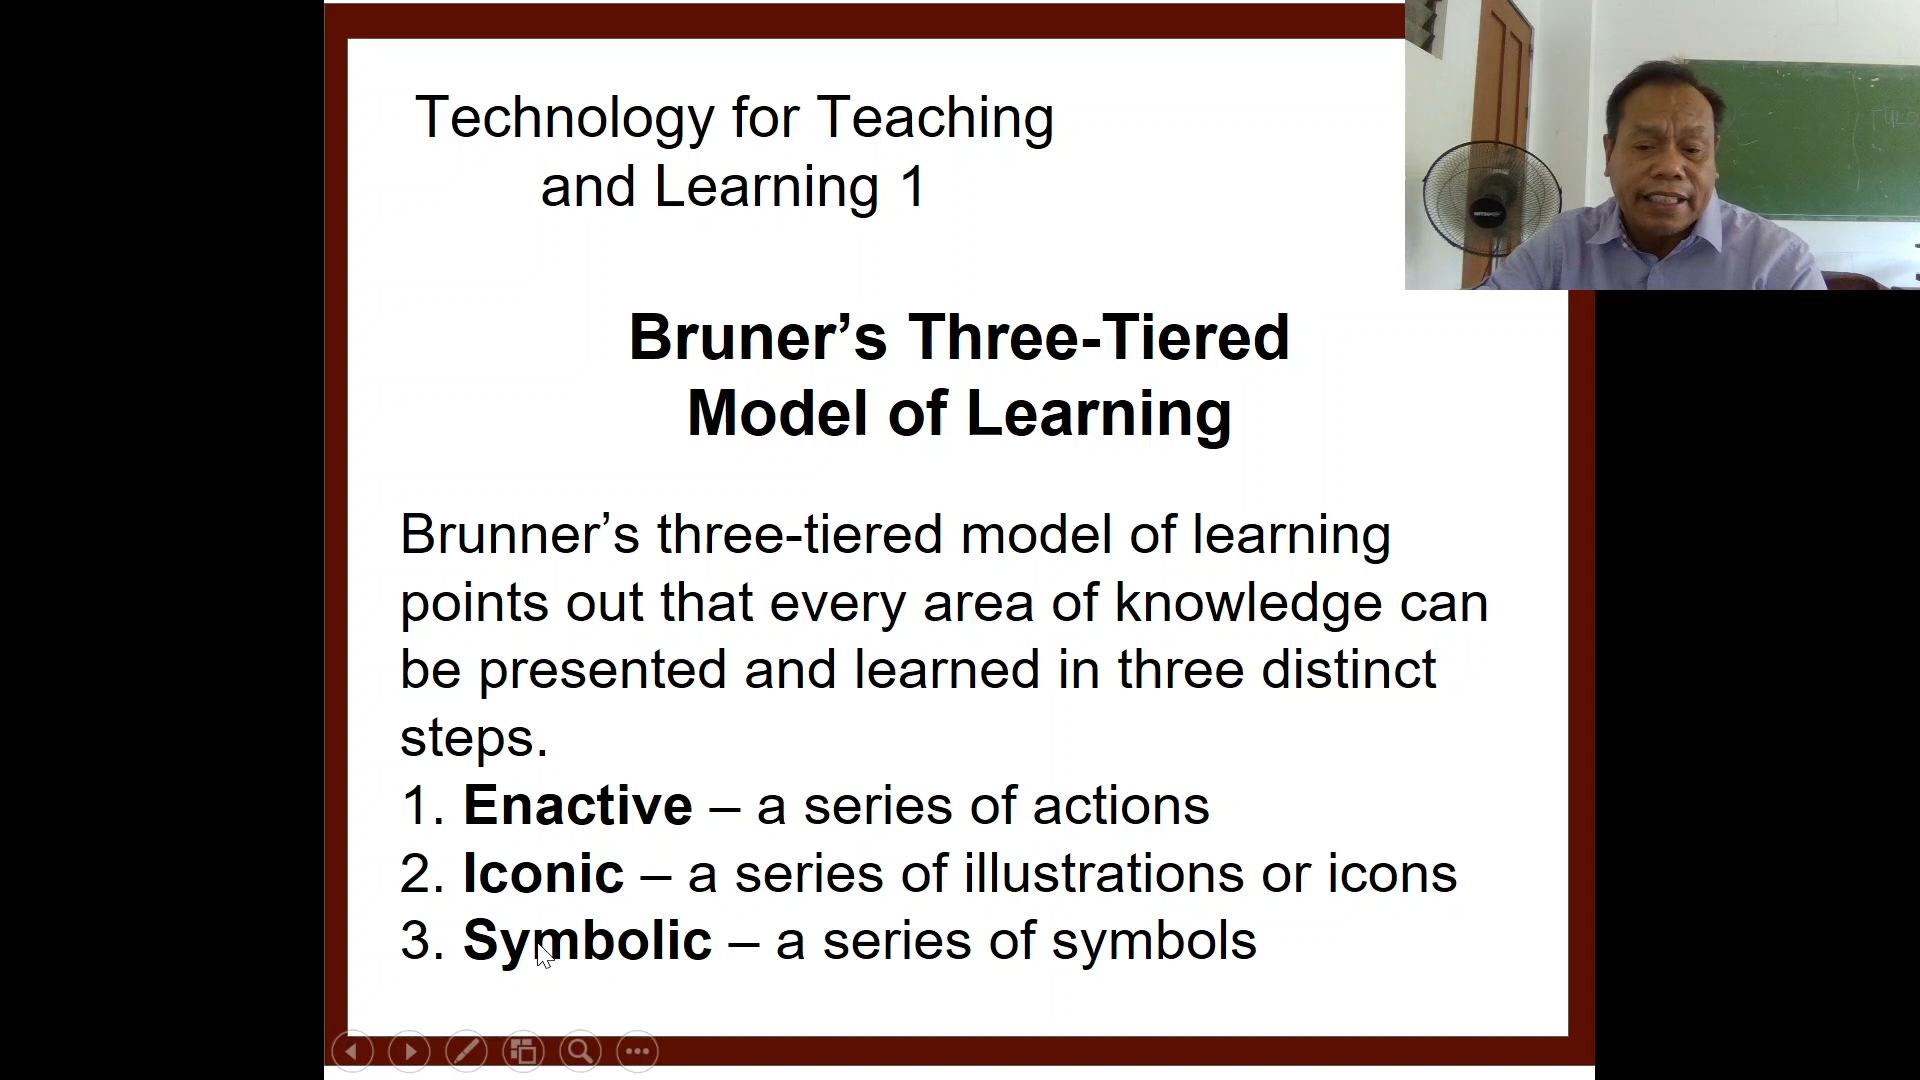 Technology for Teaching
and Learning 1
Bruner’s Three-Tiered
Model of Learning
Brunner’s three-tiered model of learning
points out that every area of knowledge can
be presented and learned in three distinct
steps.
1. Enactive – a series of actions
2. Iconic – a series of illustrations or icons
3. Symbolic – a series of symbols